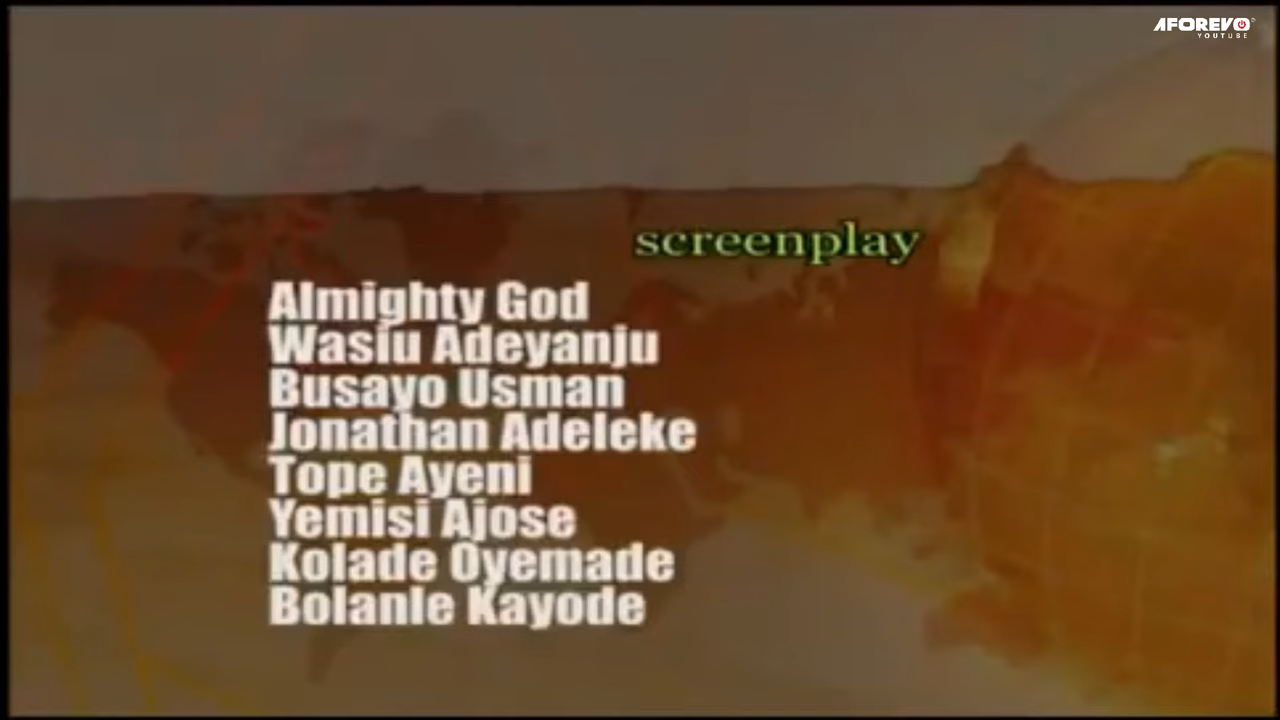 AFOREVO
YOUTUBE
screenplay
Almighty God
Wasiu Adeyanju
Busayo Usman
Jonathan Adeleke
Tope Ayeni
Yemisi Ajose
Kolade Oyemade
Bolanle Kayode